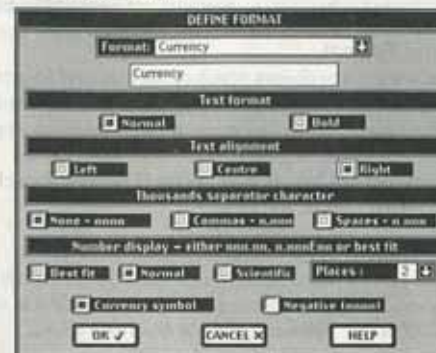 DEFINE FORMAT
Format: Currency
Currency
Text format
Normal Bold
Text alignment
Left Centre Right
Thousands separator character
None - nnnn Commas - n,nnn Spaces - n nnn
Number display - either nnn.nn, n.nnnEnn or best fit
Best fit Normal Scientific Places : 2
Currency symbol Negative format
OK ✓ CANCEL X HELP